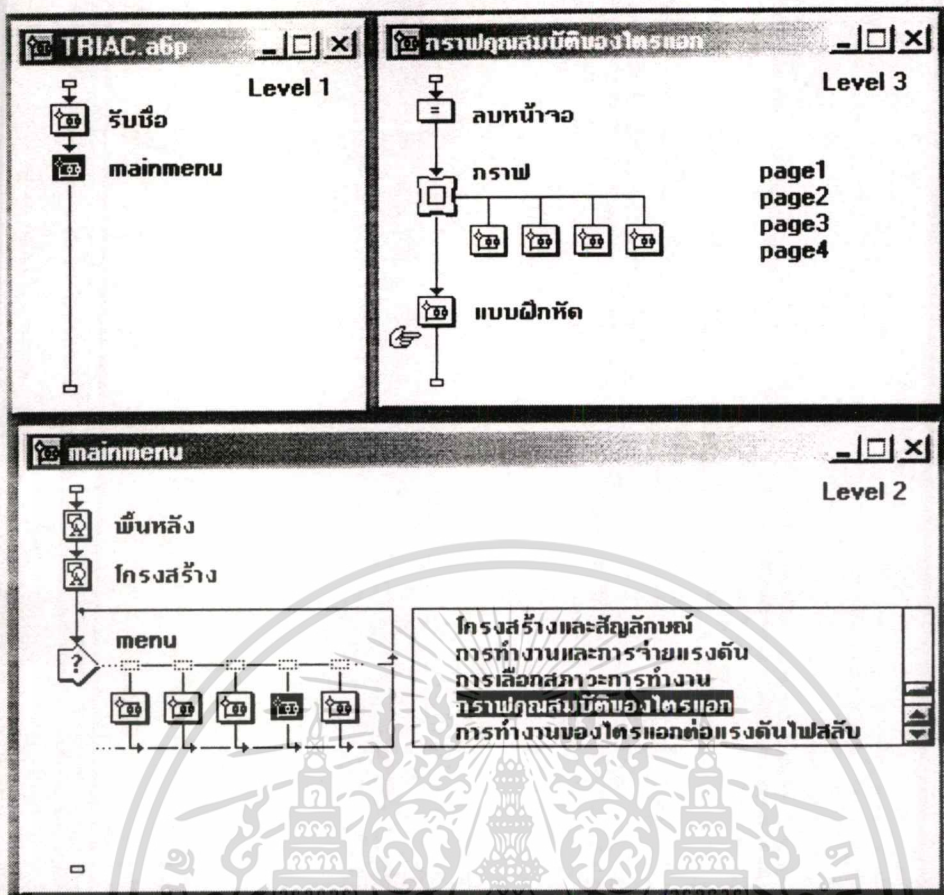 TRIAC.a6p
Level 1
รับชื่อ
mainmenu
กราฟคุณสมบัติของไตรแอก
Level 3
ลบหน้าจอ
กราฟ
page1
page2
page3
page4
แบบฝึกหัด
mainmenu
Level 2
พื้นหลัง
โครงสร้าง
menu
?
โครงสร้างและสัญลักษณ์
การทำงานและการจ่ายแรงดัน
การเลือกสภาวะการทำงาน
กราฟคุณสมบัติของไตรแอก
การทำงานของไตรแอกต่อแรงดันไฟสลับ